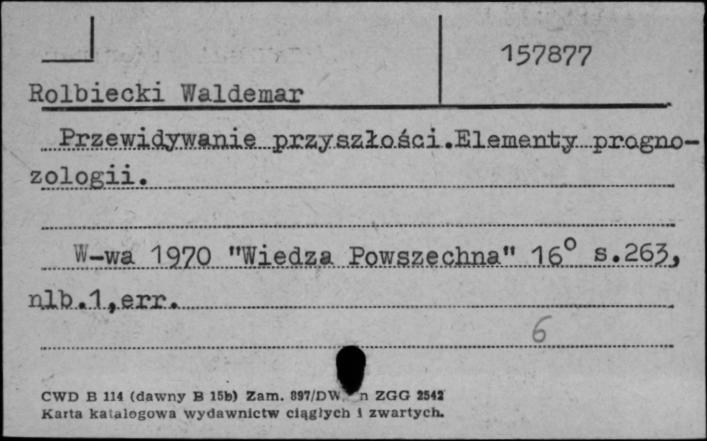 157877
Rolbiecki Waldemar
Przewidywanie przyszłości.Elementy progno-
zologii.
W-wa 1970 "Wiedza Powszechna" 16° s.263,
nlb.1,err.
6
CWD B 114 (dawny B 15b) Zam. 897/DW. n ZGG 2542
Karta katalogowa wydawnictw ciągłych i zwartych.